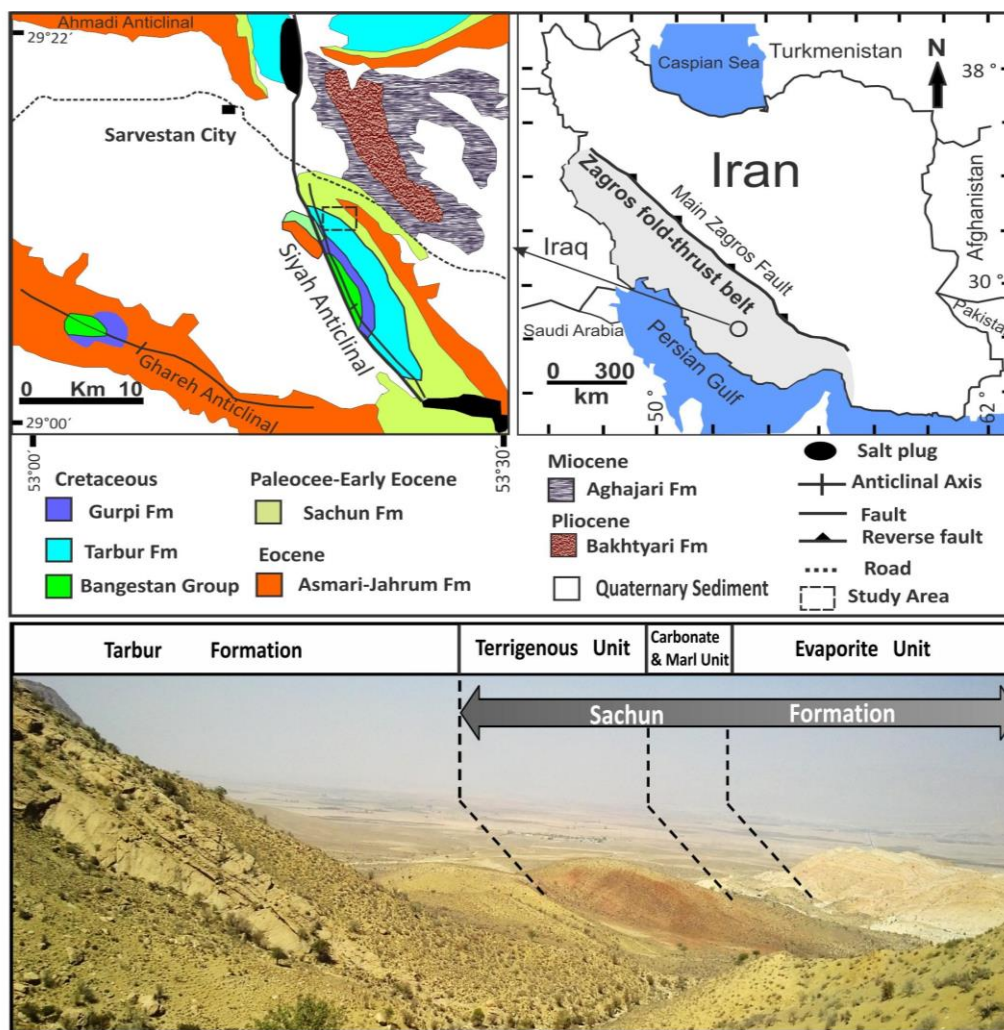 Ahmadi Anticlinal
29°22´
Sarvestan City
Siyah Anticlinal
Ghareh Anticlinal
0 Km 10
29°00´
53°00´
53°30´
Caspian Sea
Turkmenistan
N
38°
Iran
Main Zagros Fault
Zagros fold-thrust belt
Iraq
Afghanistan
30°
Pakistan
Saudi Arabia
Persian Gulf
0 300
km
50°
62°
Cretaceous
Gurpi Fm
Tarbur Fm
Bangestan Group
Paleocee-Early Eocene
Sachun Fm
Eocene
Asmari-Jahrum Fm
Miocene
Aghajari Fm
Pliocene
Bakhtyari Fm
Quaternary Sediment
Salt plug
Anticlinal Axis
Fault
Reverse fault
Road
Study Area
Tarbur Formation
Terrigenous Unit
Carbonate
& Marl Unit
Evaporite Unit
Sachun Formation